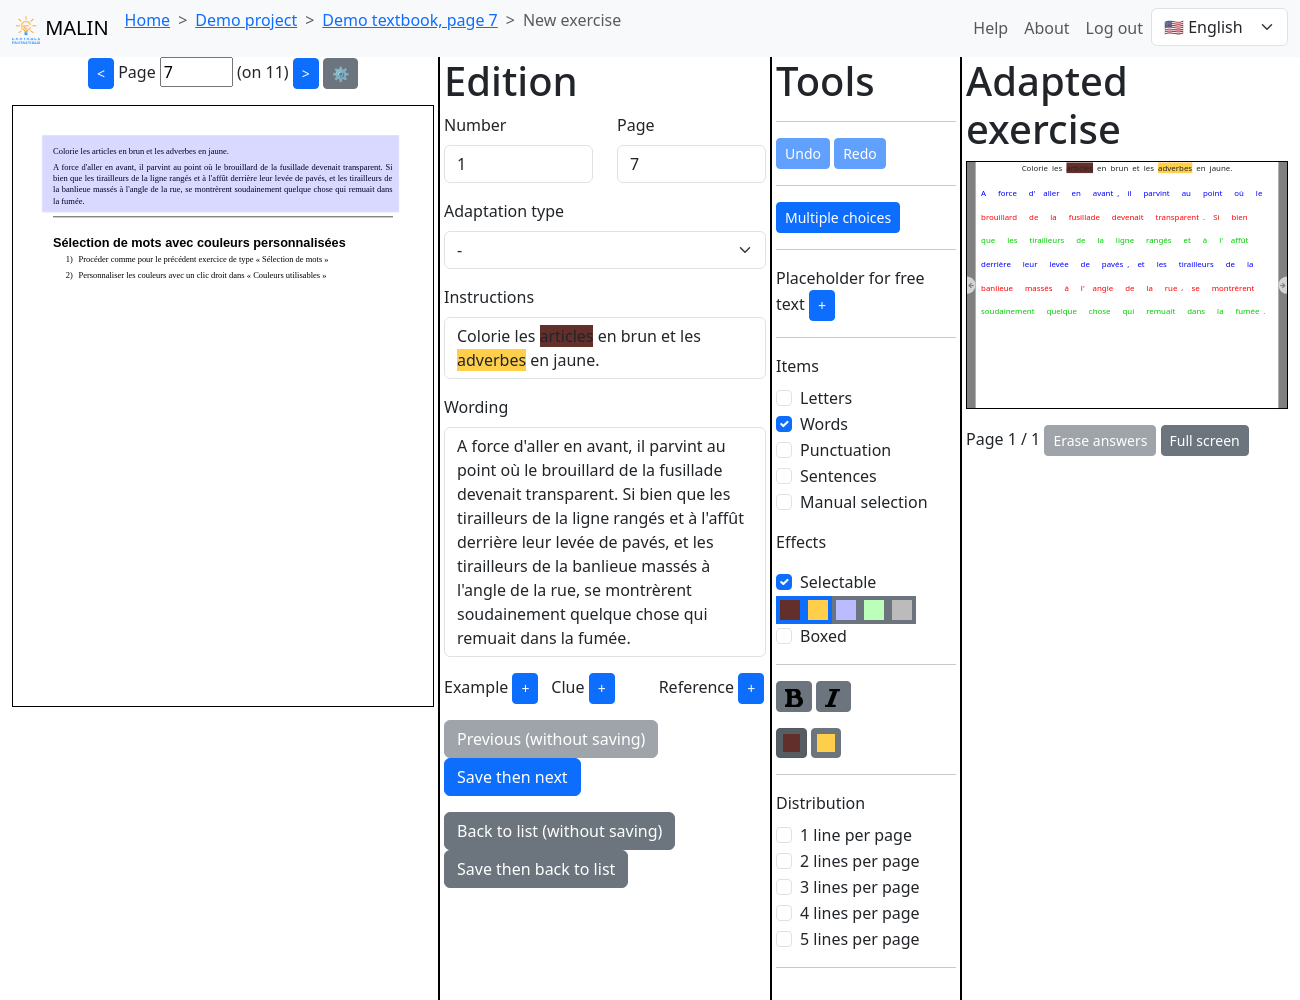 MALIN
Home > Demo project > Demo textbook, page 7 > New exercise
Help About Log out 🇺🇸 English
< Page 7 (on 11) > ⚙️
Colorie les articles en brun et les adverbes en jaune.
A force d'aller en avant, il parvint au point où le brouillard de la fusillade devenait transparent. Si
bien que les tirailleurs de la ligne rangés et à l'affût derrière leur levée de pavés, et les tirailleurs de
la banlieue massés à l'angle de la rue, se montrèrent soudainement quelque chose qui remuait dans
la fumée.
Sélection de mots avec couleurs personnalisées
1) Procéder comme pour le précédent exercice de type « Sélection de mots »
2) Personnaliser les couleurs avec un clic droit dans « Couleurs utilisables »
Edition
Number Page
1 7
Adaptation type
-
Instructions
Colorie les articles en brun et les
adverbes en jaune.
Wording
A force d'aller en avant, il parvint au
point où le brouillard de la fusillade
devenait transparent. Si bien que les
tirailleurs de la ligne rangés et à l'affût
derrière leur levée de pavés, et les
tirailleurs de la banlieue massés à
l'angle de la rue, se montrèrent
soudainement quelque chose qui
remuait dans la fumée.
Example + Clue + Reference +
Previous (without saving)
Save then next
Back to list (without saving)
Save then back to list
Tools
Undo Redo
Multiple choices
Placeholder for free
text +
Items
Letters
Words
Punctuation
Sentences
Manual selection
Effects
Selectable
Boxed
B I
Distribution
1 line per page
2 lines per page
3 lines per page
4 lines per page
5 lines per page
Adapted
exercise
Colorie les articles en brun et les adverbes en jaune.
A force d' aller en avant , il parvint au point où le
brouillard de la fusillade devenait transparent . Si bien
que les tirailleurs de la ligne rangés et à l' affût
derrière leur levée de pavés , et les tirailleurs de la
banlieue massés à l' angle de la rue , se montrèrent
soudainement quelque chose qui remuait dans la fumée .
Page 1 / 1 Erase answers Full screen